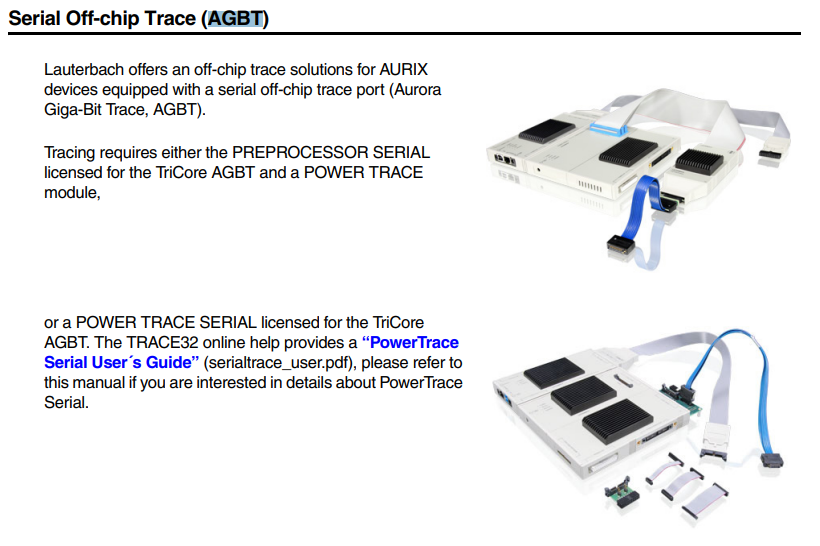 Serial Off-chip Trace (AGBT)
Lauterbach offers an off-chip trace solutions for AURIX
devices equipped with a serial off-chip trace port (Aurora
Giga-Bit Trace, AGBT).
Tracing requires either the PREPROCESSOR SERIAL
licensed for the TriCore AGBT and a POWER TRACE
module,
or a POWER TRACE SERIAL licensed for the TriCore
AGBT. The TRACE32 online help provides a “PowerTrace
Serial User´s Guide” (serialtrace_user.pdf), please refer to
this manual if you are interested in details about PowerTrace
Serial.